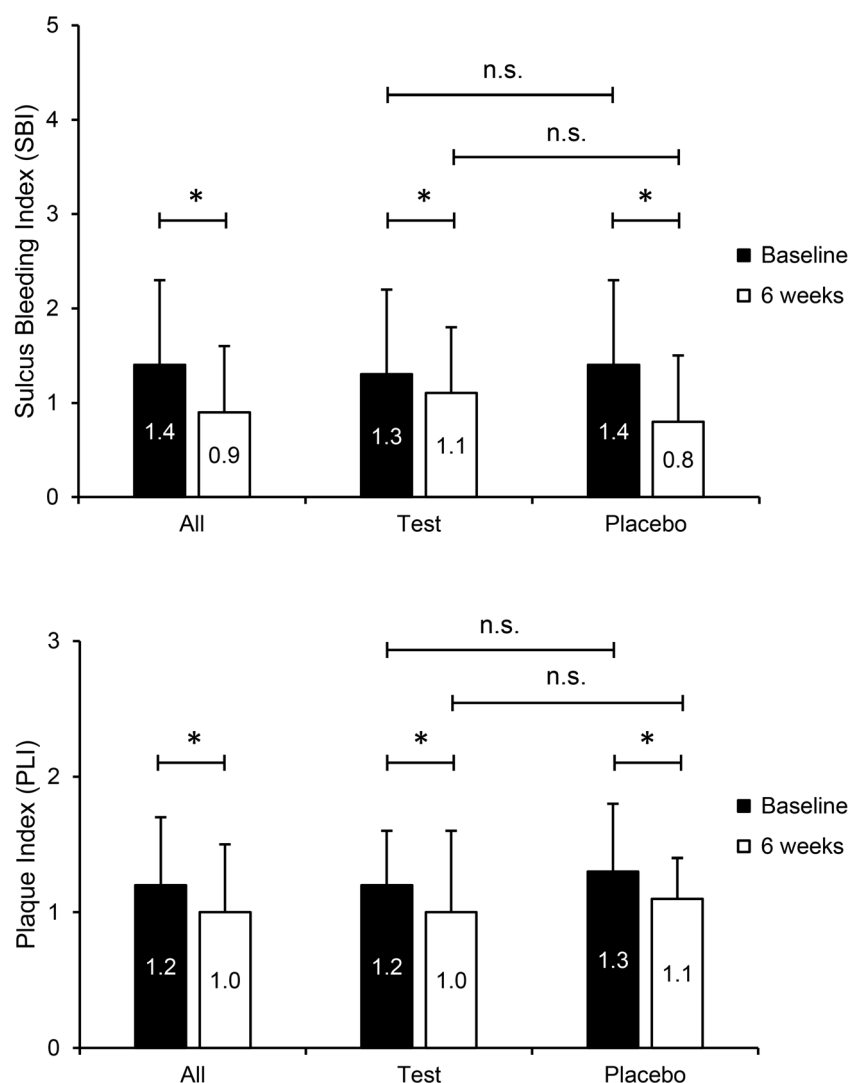 5
n.s.
4
n.s.
Sulcus Bleeding Index (SBI)
3
* * *
Baseline
2
6 weeks
1
1.4 0.9 1.3 1.1 1.4 0.8
0
All Test Placebo
3
n.s.
n.s.
Plaque Index (PLI)
* * *
2
Baseline
6 weeks
1
1.2 1.0 1.2 1.0 1.3 1.1
0
All Test Placebo